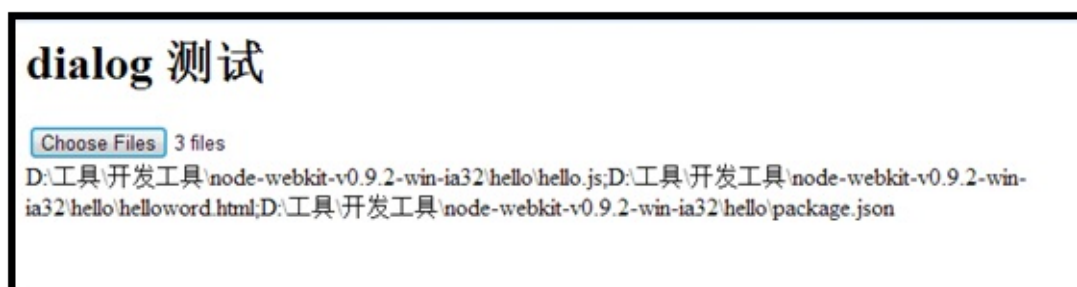 dialog 测试
Choose Files 3 files
D:\工具\开发工具\node-webkit-v0.9.2-win-ia32\hello\hello.js;D:\工具\开发工具\node-webkit-v0.9.2-win-
ia32\hello\helloword.html;D:\工具\开发工具\node-webkit-v0.9.2-win-ia32\hello\package.json